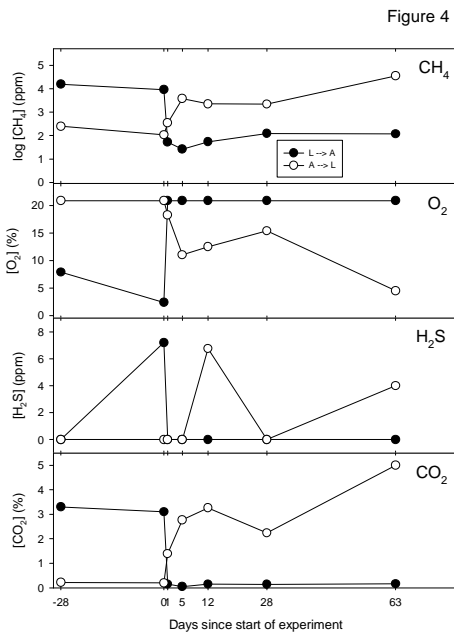 Figure 4
CH4
log [CH4] (ppm)
5
4
3
2
1
0
L --> A
A --> L
O2
[O2] (%)
20
15
10
5
0
H2S
[H2S] (ppm)
8
6
4
2
0
CO2
[CO2] (%)
5
4
3
2
1
0
-28 0 1 5 12 28 63
Days since start of experiment